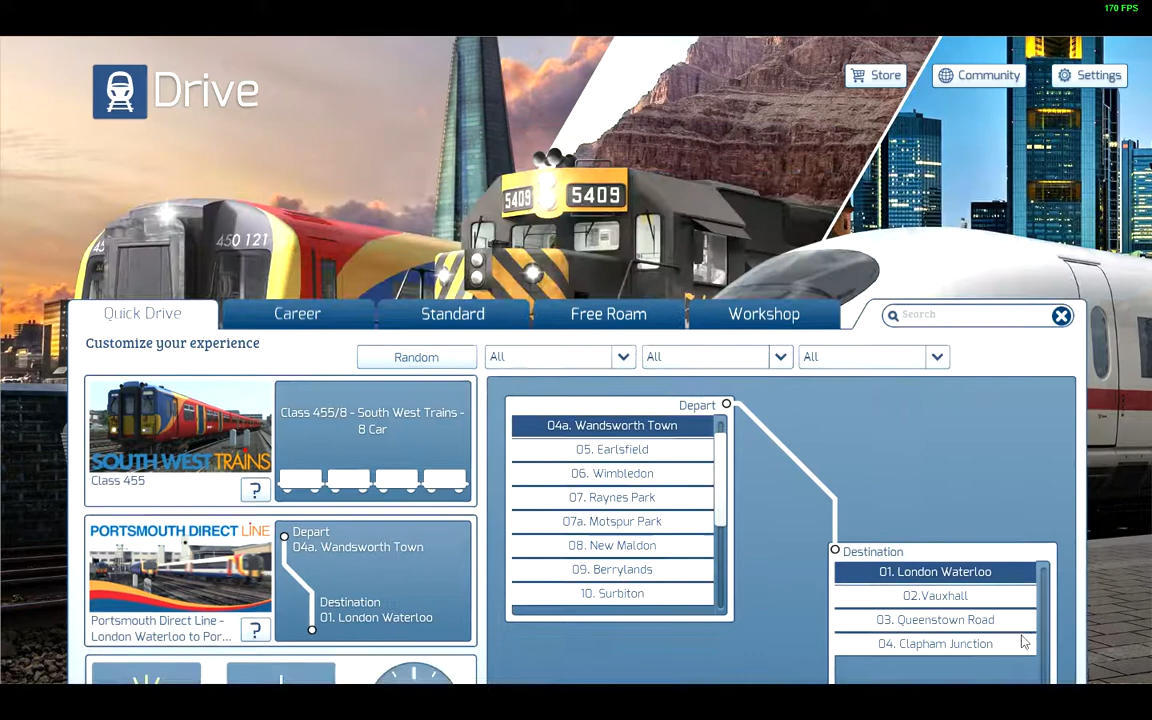 170 FPS
Drive
Store
Community
Settings
450 121
5409
5409
Quick Drive
Career
Standard
Free Roam
Workshop
Search
Customize your experience
Random
All
All
All
SOUTH WEST TRAINS
Class 455
?
Class 455/8 - South West Trains -
8 Car
PORTSMOUTH DIRECT LINE
Portsmouth Direct Line -
London Waterloo to Por...
?
Depart
04a. Wandsworth Town
Destination
01. London Waterloo
Depart
04a. Wandsworth Town
05. Earlsfield
06. Wimbledon
07. Raynes Park
07a. Motspur Park
08. New Maldon
09. Berrylands
10. Surbiton
Destination
01. London Waterloo
02.Vauxhall
03. Queenstown Road
04. Clapham Junction